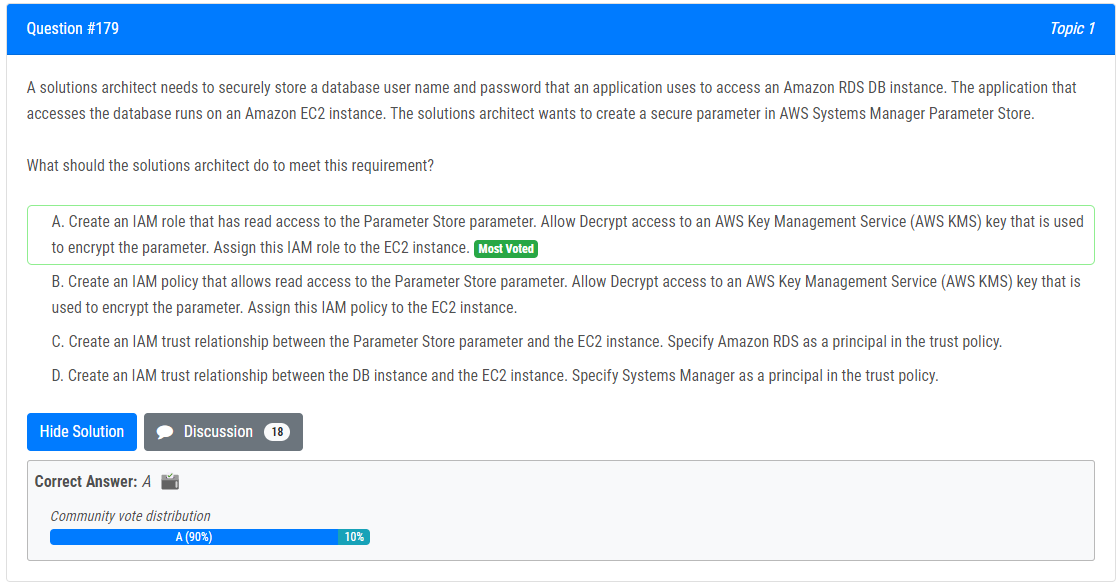 Question #179
Topic 1
A solutions architect needs to securely store a database user name and password that an application uses to access an Amazon RDS DB instance. The application that
accesses the database runs on an Amazon EC2 instance. The solutions architect wants to create a secure parameter in AWS Systems Manager Parameter Store.
What should the solutions architect do to meet this requirement?
A. Create an IAM role that has read access to the Parameter Store parameter. Allow Decrypt access to an AWS Key Management Service (AWS KMS) key that is used
to encrypt the parameter. Assign this IAM role to the EC2 instance. Most Voted
B. Create an IAM policy that allows read access to the Parameter Store parameter. Allow Decrypt access to an AWS Key Management Service (AWS KMS) key that is
used to encrypt the parameter. Assign this IAM policy to the EC2 instance.
C. Create an IAM trust relationship between the Parameter Store parameter and the EC2 instance. Specify Amazon RDS as a principal in the trust policy.
D. Create an IAM trust relationship between the DB instance and the EC2 instance. Specify Systems Manager as a principal in the trust policy.
Hide Solution
Discussion 18
Correct Answer: A
Community vote distribution
A (90%) 10%